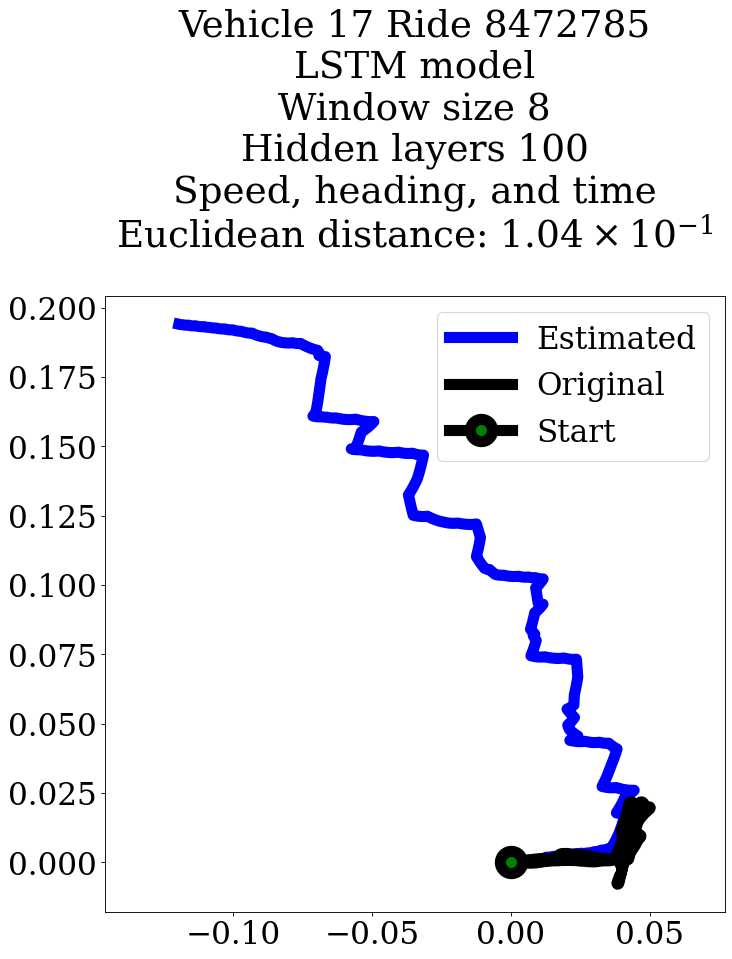 Vehicle 17 Ride 8472785
LSTM model
Window size 8
Hidden layers 100
Speed, heading, and time
Euclidean distance: 1.04 × 10⁻¹
0.200
0.175
0.150
0.125
0.100
0.075
0.050
0.025
0.000
Estimated
Original
Start
−0.10
−0.05
0.00
0.05